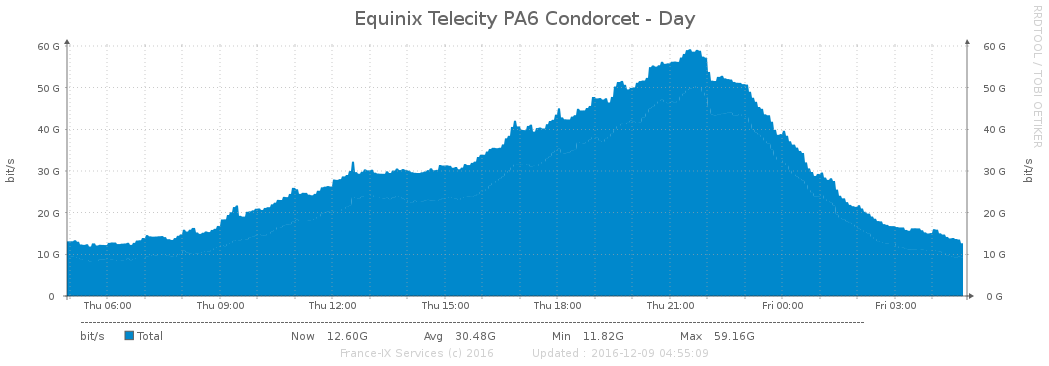 Equinix Telecity PA6 Condorcet - Day
RRDTOOL / TOBI OETIKER
60 G 60 G
50 G 50 G
40 G 40 G
30 G 30 G
20 G 20 G
10 G 10 G
0 0 G
bit/s
bit/s
Thu 06:00 Thu 09:00 Thu 12:00 Thu 15:00 Thu 18:00 Thu 21:00 Fri 00:00 Fri 03:00
bit/s Total Now 12.60G Avg 30.48G Min 11.82G Max 59.16G
France-IX Services (c) 2016 Updated : 2016-12-09 04:55:09